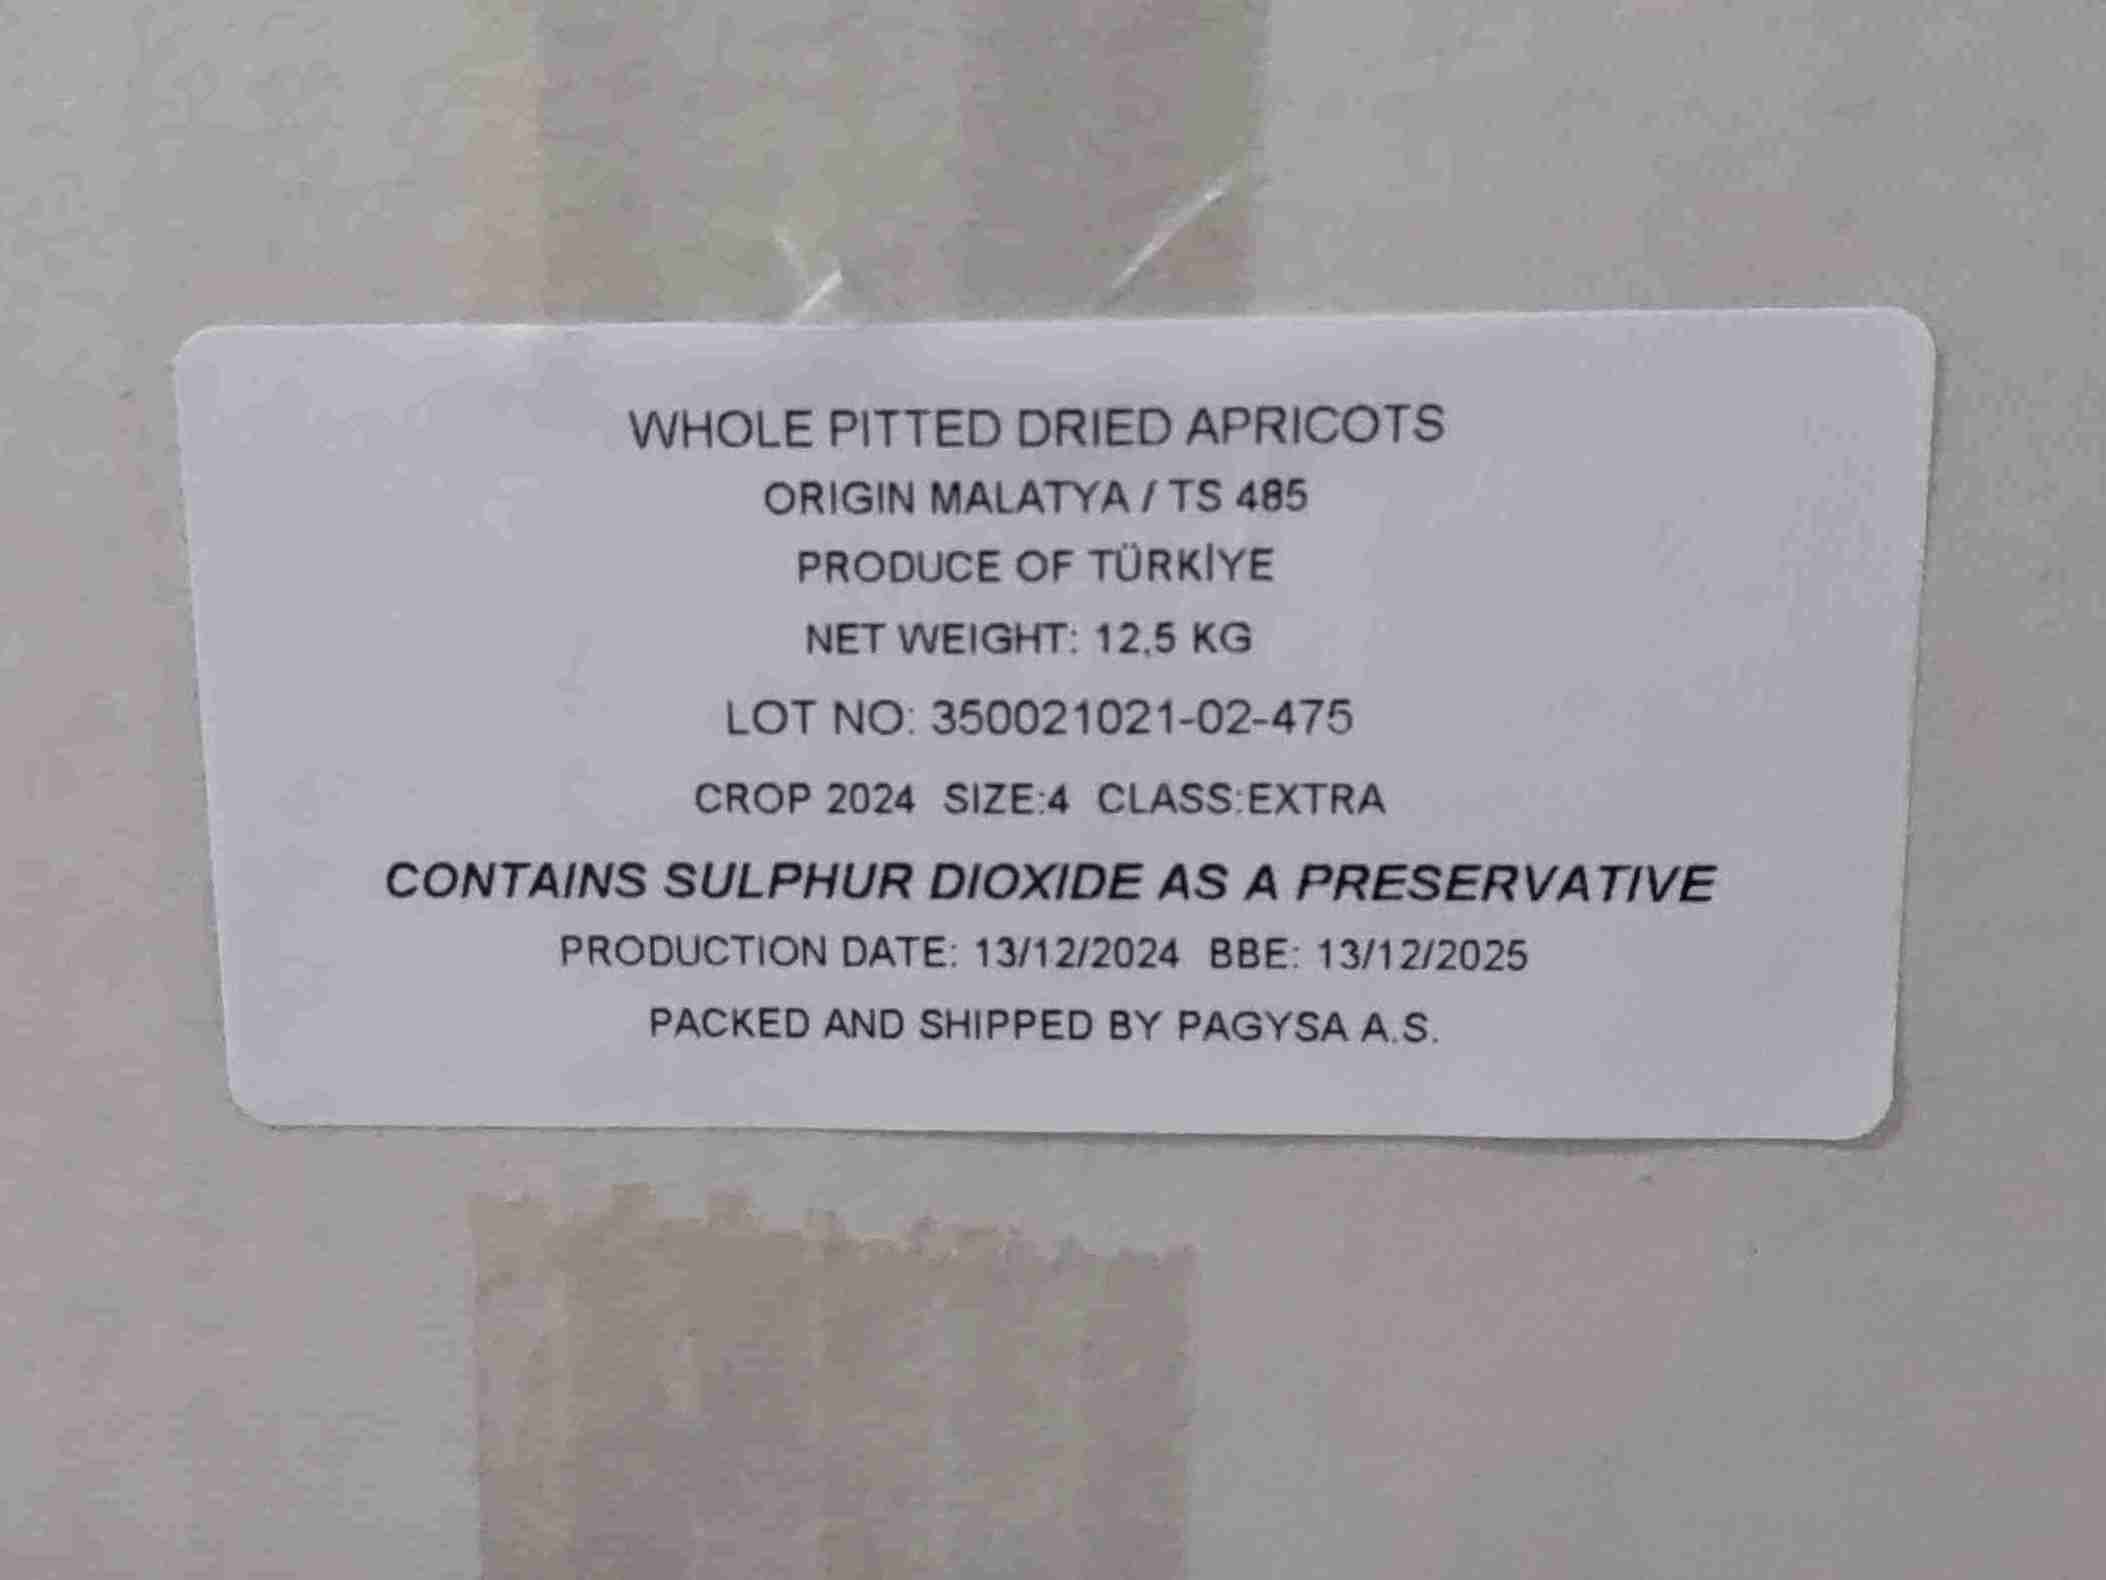 WHOLE PITTED DRIED APRICOTS
ORIGIN MALATYA / TS 485
PRODUCE OF TÜRKİYE
NET WEIGHT: 12,5 KG
LOT NO: 350021021-02-475
CROP 2024 SIZE:4 CLASS:EXTRA
CONTAINS SULPHUR DIOXIDE AS A PRESERVATIVE
PRODUCTION DATE: 13/12/2024 BBE: 13/12/2025
PACKED AND SHIPPED BY PAGYSA A.S.